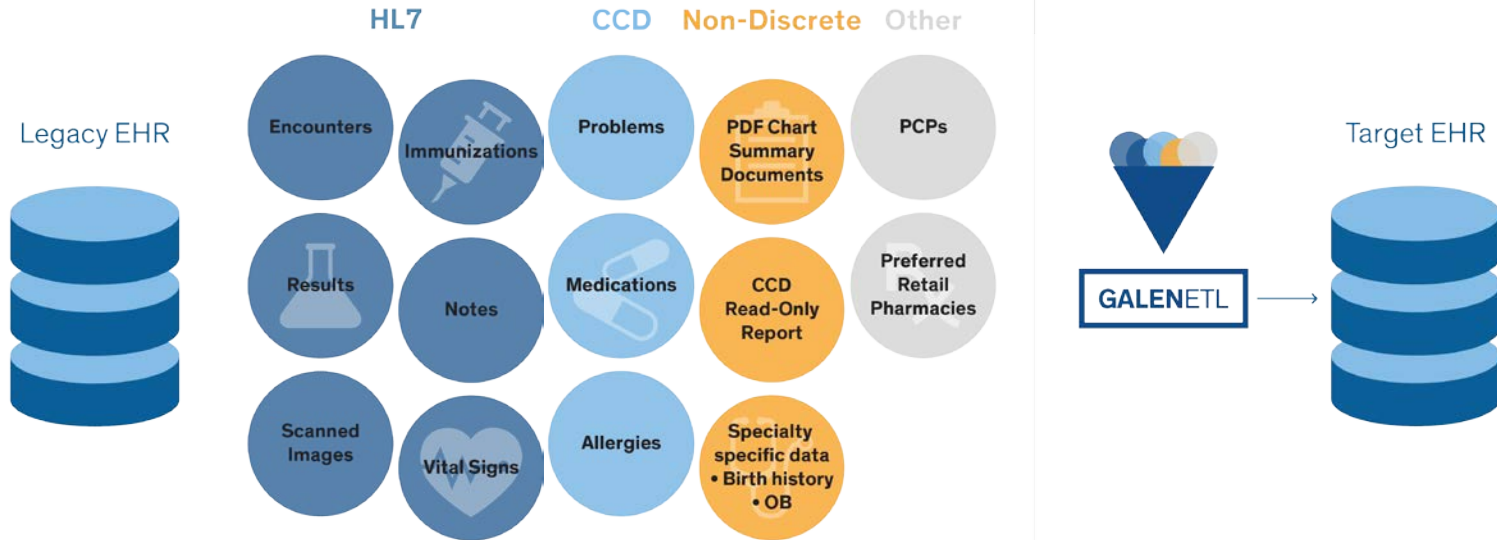 HL7
CCD
Non-Discrete
Other
Legacy EHR
Encounters
Immunizations
Results
Notes
Scanned
Images
Vital Signs
Problems
Medications
Allergies
PDF Chart
Summary
Documents
CCD
Read-Only
Report
Specialty
specific data
• Birth history
• OB
PCPs
Rx
Preferred
Retail
Pharmacies
GALENETL
Target EHR